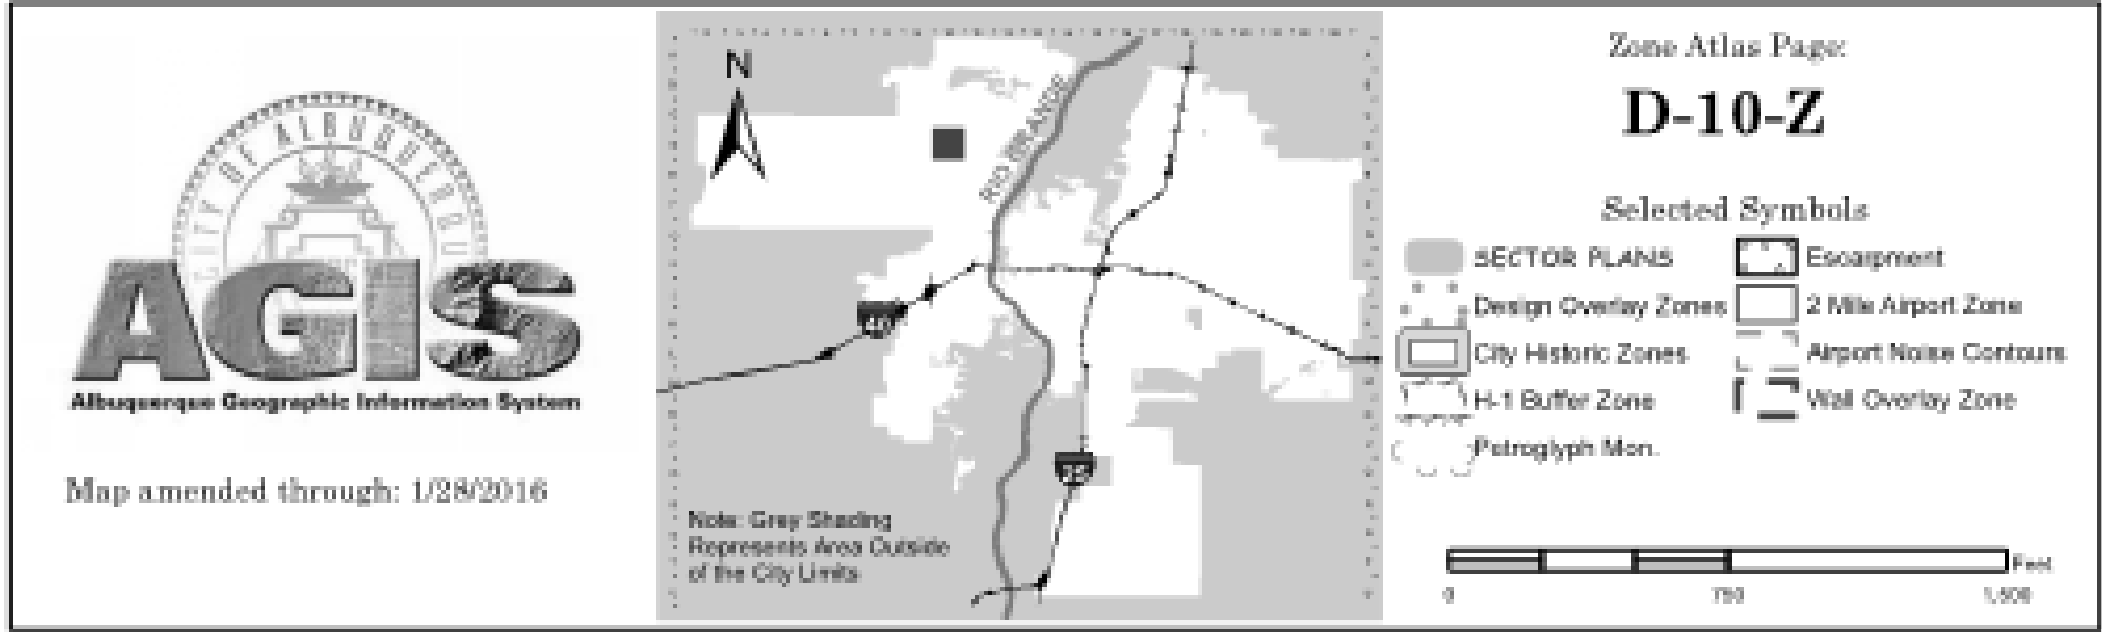 CITY OF ALBUQUERQU
AGIS
Albuquerque Geographic Information System
Map amended through: 1/28/2016
N
RIO GRANDE
40
25
Note: Grey Shading
Represents Area Outside
of the City Limits
Zone Atlas Page:
D-10-Z
Selected Symbols
SECTOR PLANS
Design Overlay Zones
City Historic Zones
H-1 Buffer Zone
Petroglyph Mon.
Escarpment
2 Mile Airport Zone
Airport Noise Contours
Wall Overlay Zone
Feet
0
750
1,500